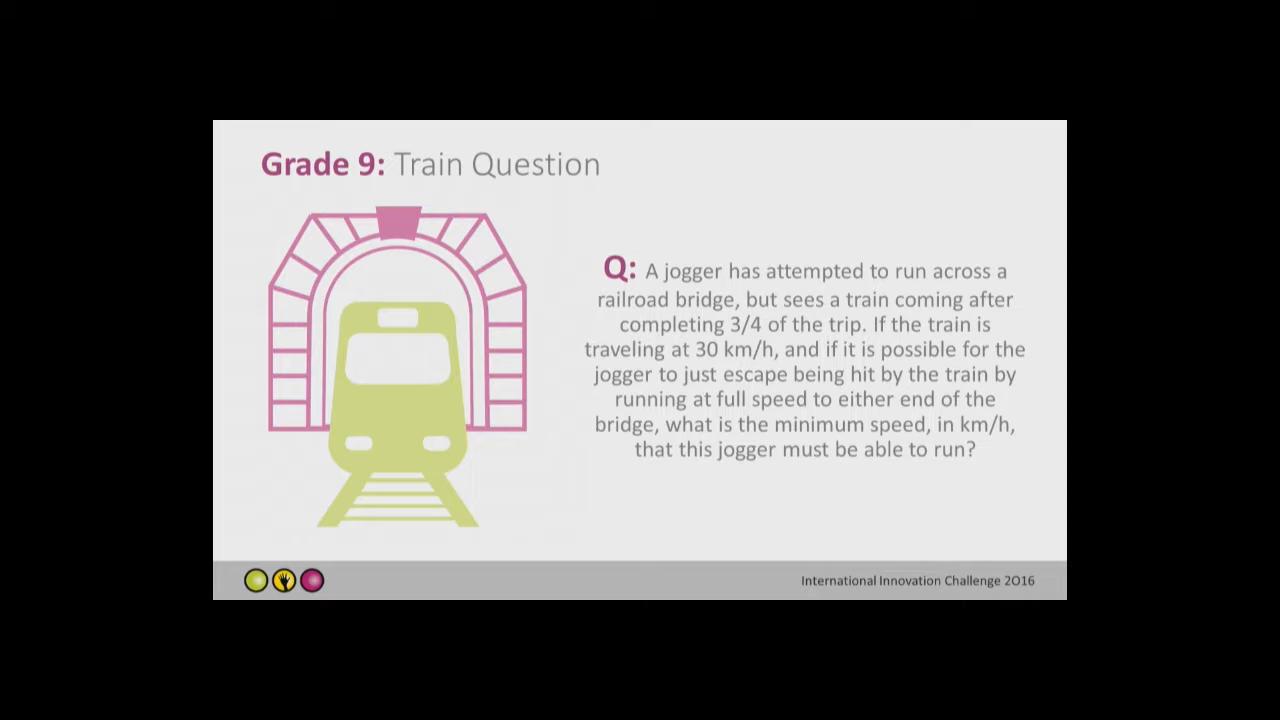 Grade 9: Train Question
Q: A jogger has attempted to run across a
railroad bridge, but sees a train coming after
completing 3/4 of the trip. If the train is
traveling at 30 km/h, and if it is possible for the
jogger to just escape being hit by the train by
running at full speed to either end of the
bridge, what is the minimum speed, in km/h,
that this jogger must be able to run?
International Innovation Challenge 2016